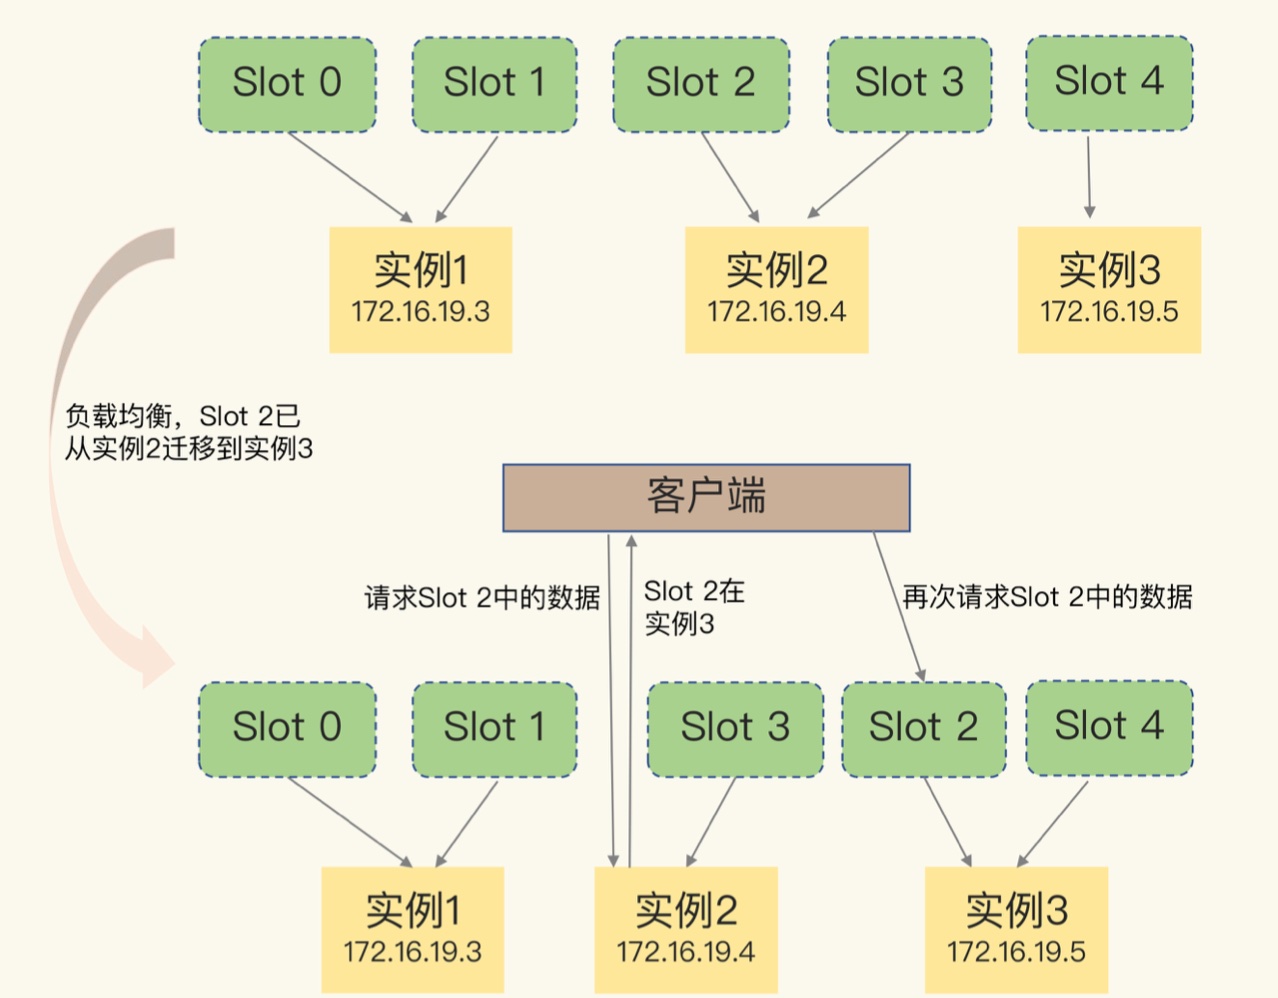 Slot 0
Slot 1
Slot 2
Slot 3
Slot 4
实例1
172.16.19.3
实例2
172.16.19.4
实例3
172.16.19.5
负载均衡，Slot 2已
从实例2迁移到实例3
客户端
请求Slot 2中的数据
Slot 2在
实例3
再次请求Slot 2中的数据
Slot 0
Slot 1
Slot 3
Slot 2
Slot 4
实例1
172.16.19.3
实例2
172.16.19.4
实例3
172.16.19.5